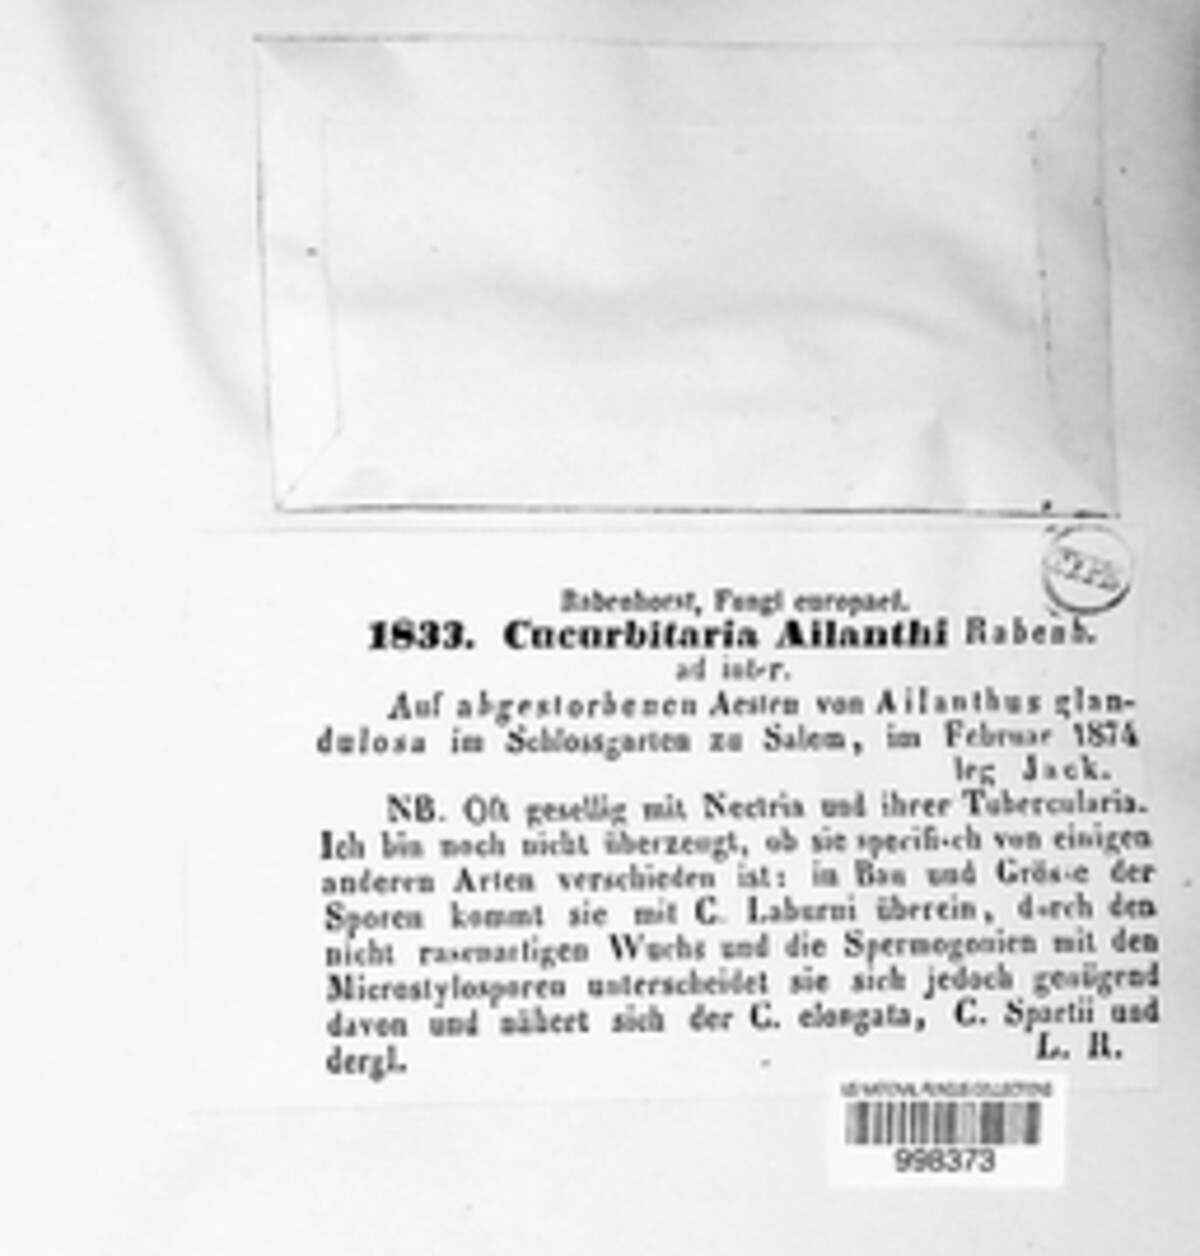 Rabenhorst, Fungi europaei.
1833. Cucurbitaria Ailanthi Rabenh.
ad inter.
Auf abgestorbenen Aesten von Ailanthus glan-
dulosa im Schlossgarten zu Salem, im Februar 1874
leg Jack.
NB. Oft gesellig mit Nectria und ihrer Tubercularia.
Ich bin noch nicht überzeugt, ob sie specifisch von einigen
anderen Arten verschieden ist: in Bau und Grösse der
Sporen kommt sie mit C. Laburni überein, durch den
nicht rasenartigen Wuchs und die Spermogonien mit den
Microstylosporen unterscheidet sie sich jedoch genügend
davon und nähert sich der C. elongata, C. Spartii und
dergl.
L. R.
US NATIONAL FUNGUS COLLECTIONS
998373